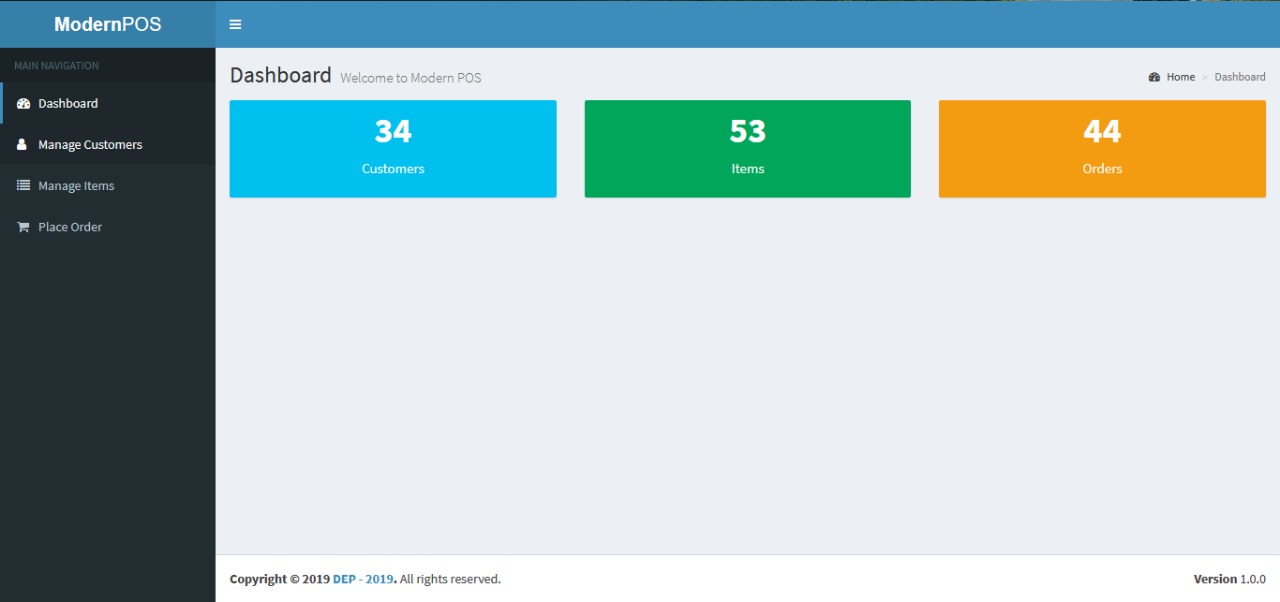 ModernPOS
MAIN NAVIGATION
Dashboard
Manage Customers
Manage Items
Place Order
Dashboard Welcome to Modern POS
Home > Dashboard
34
Customers
53
Items
44
Orders
Copyright © 2019 DEP - 2019. All rights reserved.
Version 1.0.0